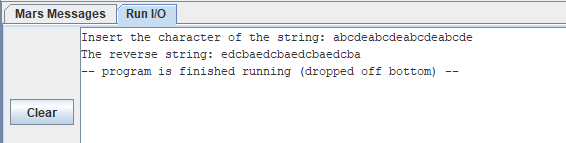 Mars Messages Run I/O
Insert the character of the string: abcdeabcdeabcdeabcde
The reverse string: edcbaedcbaedcbaedcba
-- program is finished running (dropped off bottom) --
Clear